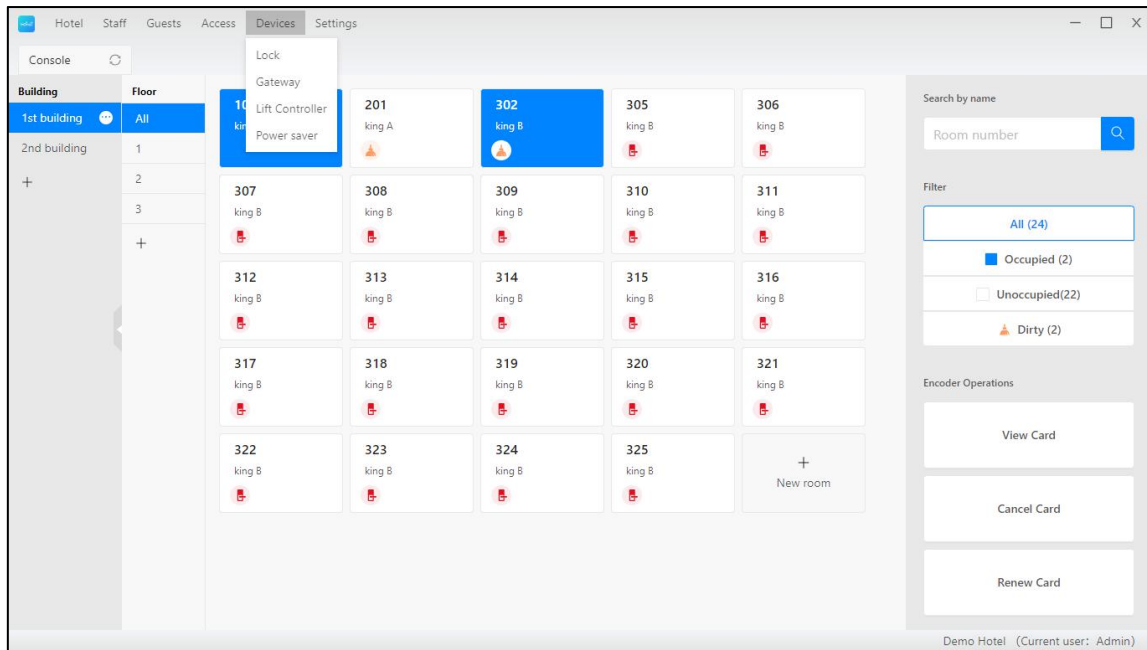 Hotel Staff Guests Access Devices Settings
Console
Lock
Gateway
Lift Controller
Power saver
Building
1st building
2nd building
Floor
All
1
2
3
201
king A
302
king B
305
king B
306
king B
307
king B
308
king B
309
king B
310
king B
311
king B
312
king B
313
king B
314
king B
315
king B
316
king B
317
king B
318
king B
319
king B
320
king B
321
king B
322
king B
323
king B
324
king B
325
king B
+
New room
Search by name
Room number
Filter
All (24)
Occupied (2)
Unoccupied(22)
Dirty (2)
Encoder Operations
View Card
Cancel Card
Renew Card
Demo Hotel (Current user: Admin)